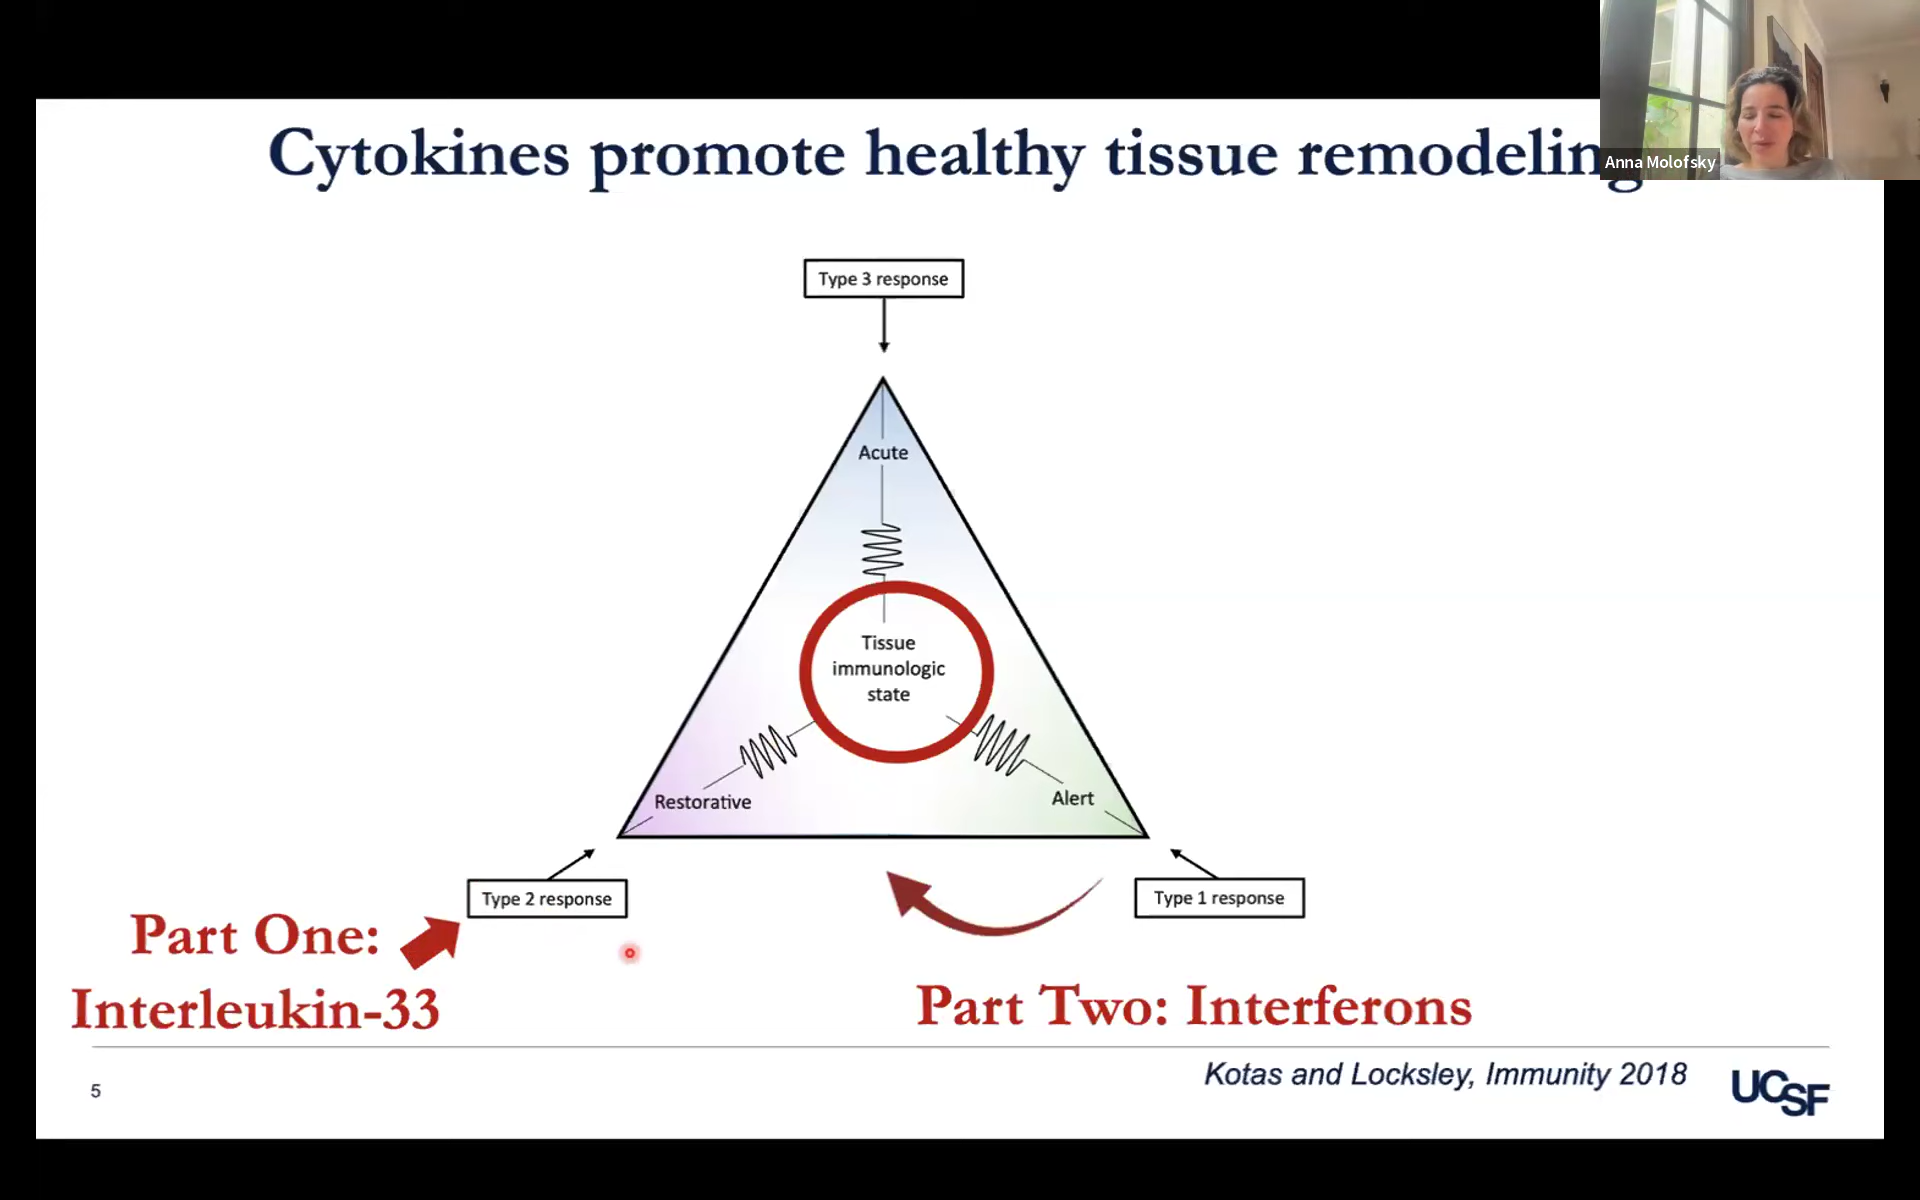 Cytokines promote healthy tissue remodeling
Anna Molofsky
Type 3 response
Acute
Tissue
immunologic
state
Restorative
Alert
Type 2 response
Type 1 response
Part One:
Interleukin-33
Part Two: Interferons
Kotas and Locksley, Immunity 2018
5
UCSF